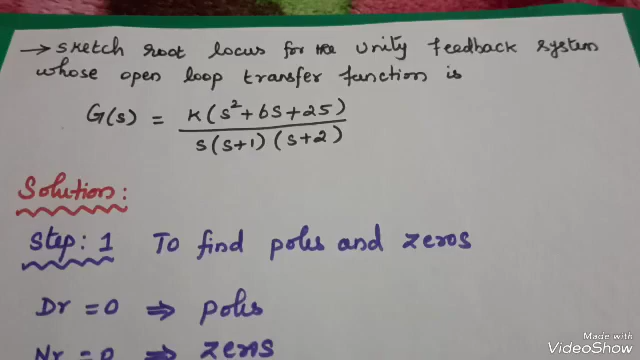 → sketch root locus for the unity feedback system
whose open loop transfer function is
G(s) = K(s²+6s+25)
s(s+1)(s+2)
Solution:
Step: 1 To find poles and zeros
Dr = 0 ⇒ poles
Nr = 0 ⇒ zeros
Made with
VideoShow